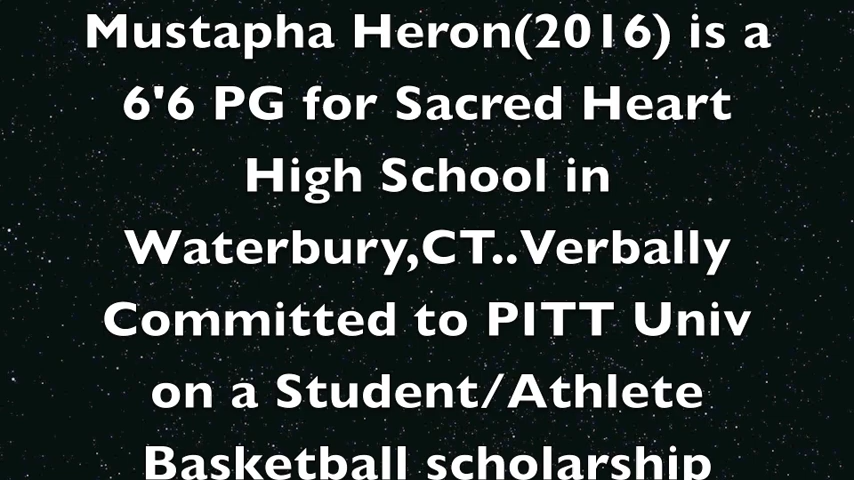 Mustapha Heron(2016) is a
6'6 PG for Sacred Heart
High School in
Waterbury,CT..Verbally
Committed to PITT Univ
on a Student/Athlete
Basketball scholarship